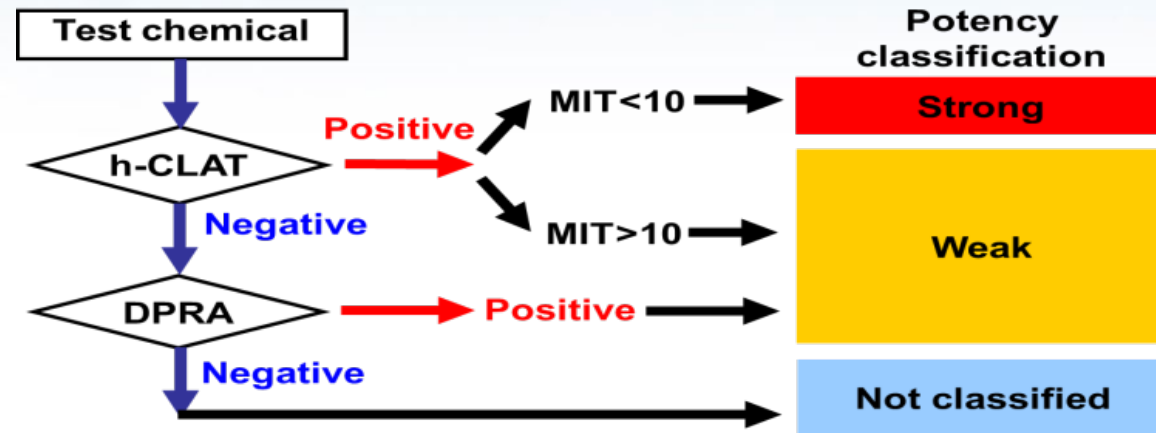 Test chemical
Potency
classification
MIT<10
Strong
Positive
h-CLAT
Negative
MIT>10
Weak
DPRA
Positive
Negative
Not classified